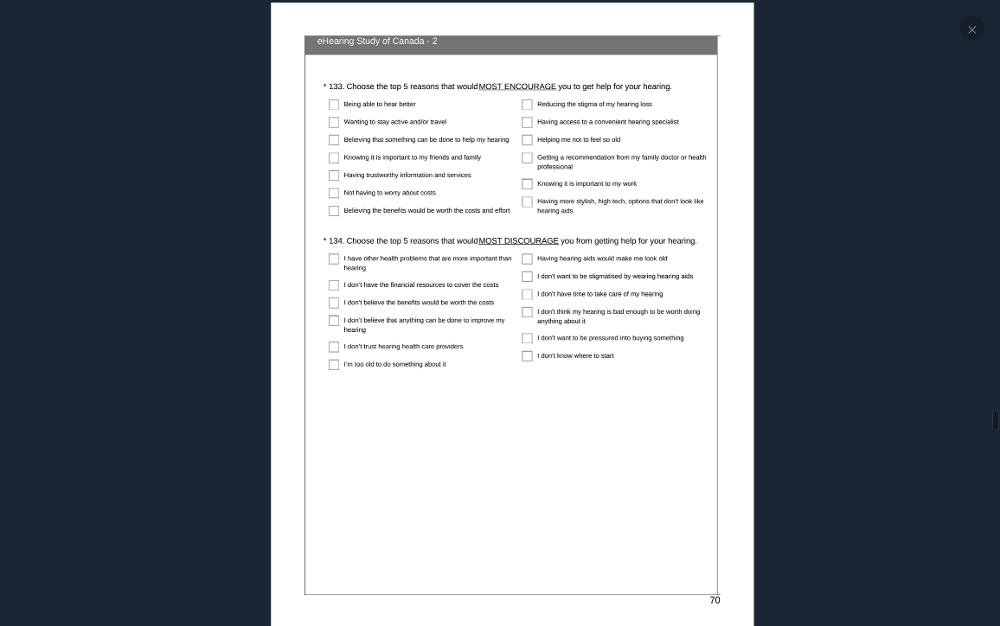 eHearing Study of Canada - 2
* 133. Choose the top 5 reasons that would MOST ENCOURAGE you to get help for your hearing.
Being able to hear better
Wanting to stay active and/or travel
Believing that something can be done to help my hearing
Knowing it is important to my friends and family
Having trustworthy information and services
Not having to worry about costs
Believing the benefits would be worth the costs and effort
Reducing the stigma of my hearing loss
Having access to a convenient hearing specialist
Helping me not to feel so old
Getting a recommendation from my family doctor or health
professional
Knowing it is important to my work
Having more stylish, high tech, options that don't look like
hearing aids
* 134. Choose the top 5 reasons that would MOST DISCOURAGE you from getting help for your hearing.
I have other health problems that are more important than
hearing
I don't have the financial resources to cover the costs
I don't believe the benefits would be worth the costs
I don't believe that anything can be done to improve my
hearing
I don't trust hearing health care providers
I'm too old to do something about it
Having hearing aids would make me look old
I don't want to be stigmatised by wearing hearing aids
I don't have time to take care of my hearing
I don't think my hearing is bad enough to be worth doing
anything about it
I don't want to be pressured into buying something
I don't know where to start
70